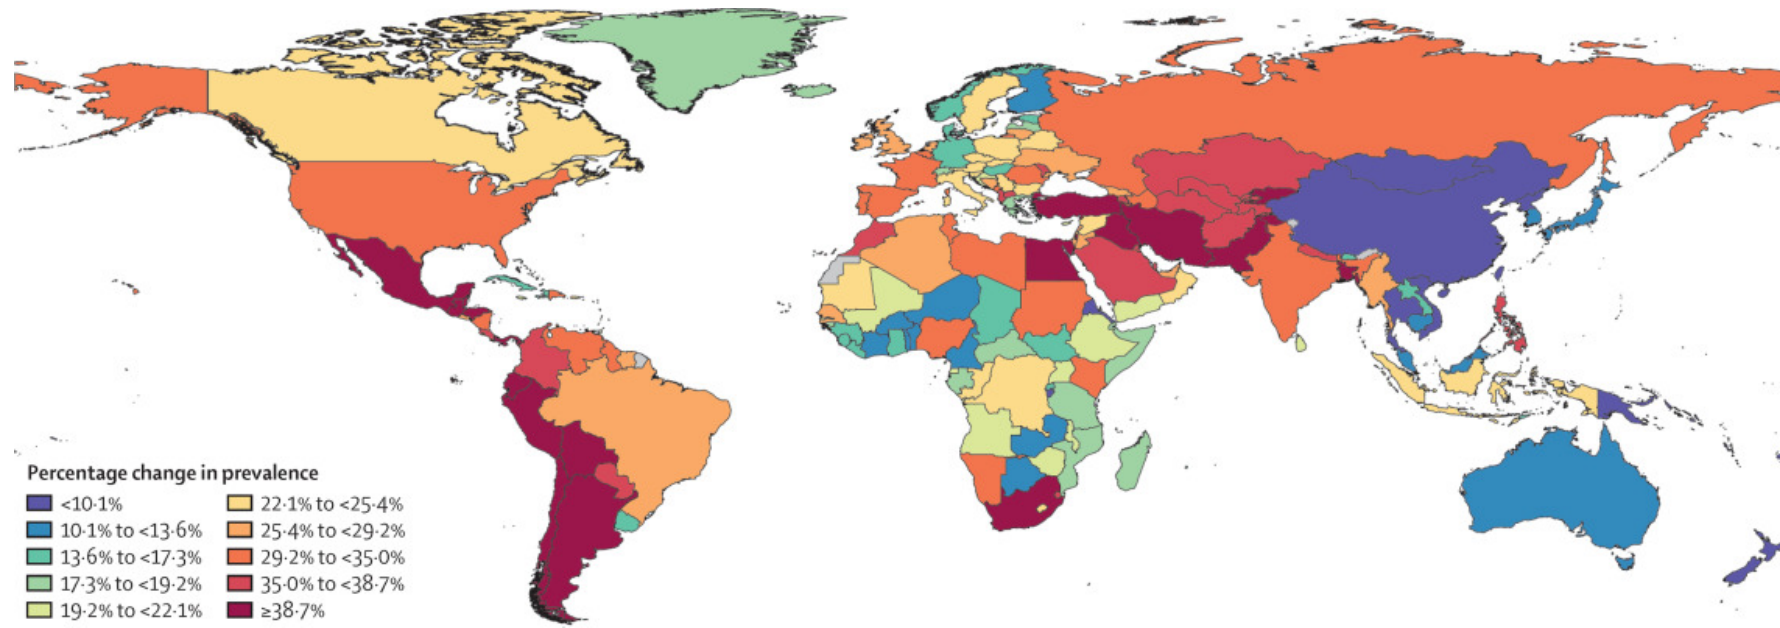 Percentage change in prevalence
<10·1%
10·1% to <13·6%
13·6% to <17·3%
17·3% to <19·2%
19·2% to <22·1%
22·1% to <25·4%
25·4% to <29·2%
29·2% to <35·0%
35·0% to <38·7%
≥38·7%